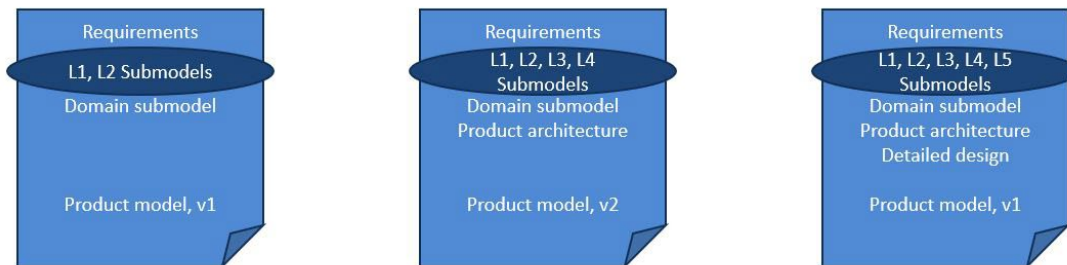 Requirements
L1, L2 Submodels
Domain submodel
Product model, v1
Requirements
L1, L2, L3, L4
Submodels
Domain submodel
Product architecture
Product model, v2
Requirements
L1, L2, L3, L4, L5
Submodels
Domain submodel
Product architecture
Detailed design
Product model, v1